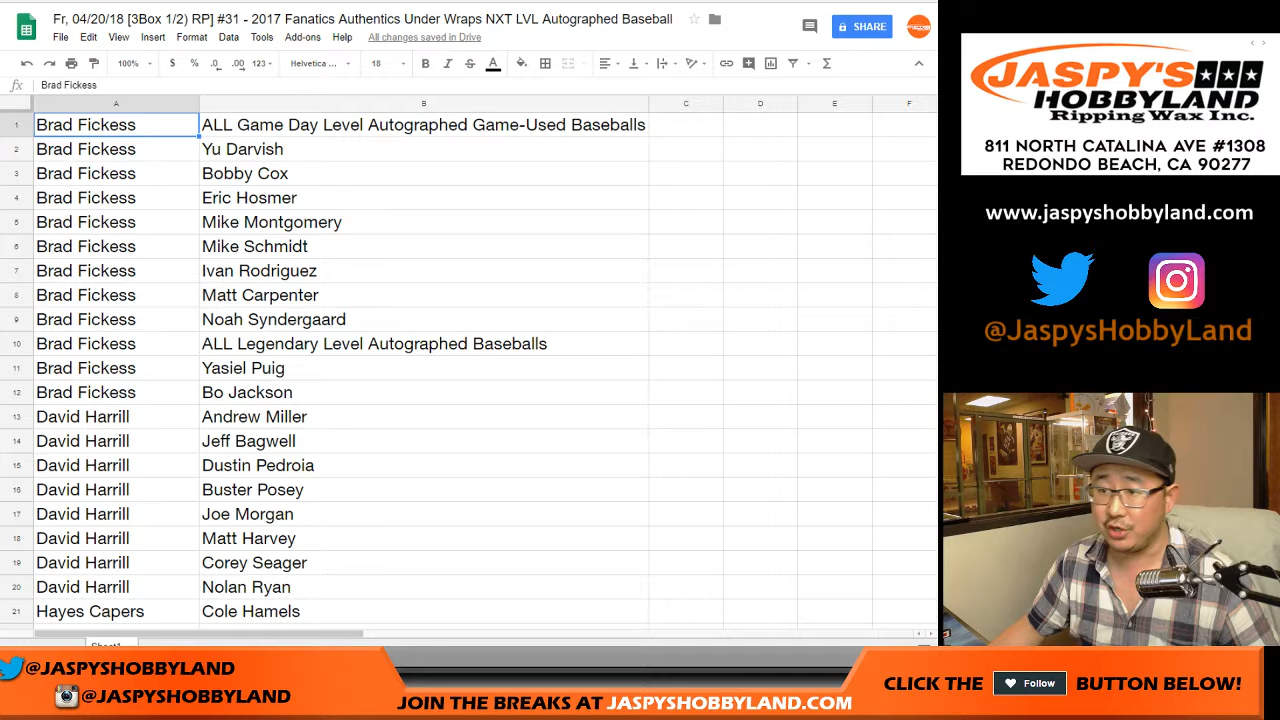 Fr, 04/20/18 [3Box 1/2) RP] #31 - 2017 Fanatics Authentics Under Wraps NXT LVL Autographed Baseball
File Edit View Insert Format Data Tools Add-ons Help All changes saved in Drive
SHARE
100% $ % .0 .00 123 Helvetica ... 18 B I S A
fx Brad Fickess
A B C D E F
1 Brad Fickess ALL Game Day Level Autographed Game-Used Baseballs
2 Brad Fickess Yu Darvish
3 Brad Fickess Bobby Cox
4 Brad Fickess Eric Hosmer
5 Brad Fickess Mike Montgomery
6 Brad Fickess Mike Schmidt
7 Brad Fickess Ivan Rodriguez
8 Brad Fickess Matt Carpenter
9 Brad Fickess Noah Syndergaard
10 Brad Fickess ALL Legendary Level Autographed Baseballs
11 Brad Fickess Yasiel Puig
12 Brad Fickess Bo Jackson
13 David Harrill Andrew Miller
14 David Harrill Jeff Bagwell
15 David Harrill Dustin Pedroia
16 David Harrill Buster Posey
17 David Harrill Joe Morgan
18 David Harrill Matt Harvey
19 David Harrill Corey Seager
20 David Harrill Nolan Ryan
21 Hayes Capers Cole Hamels
JASPY'S
HOBBYLAND
Ripping Wax Inc.
811 NORTH CATALINA AVE #1308
REDONDO BEACH, CA 90277
www.jaspyshobbyland.com
@JaspysHobbyLand
@JASPYSHOBBYLAND
@JASPYSHOBBYLAND
JOIN THE BREAKS AT JASPYSHOBBYLAND.COM
CLICK THE Follow BUTTON BELOW!